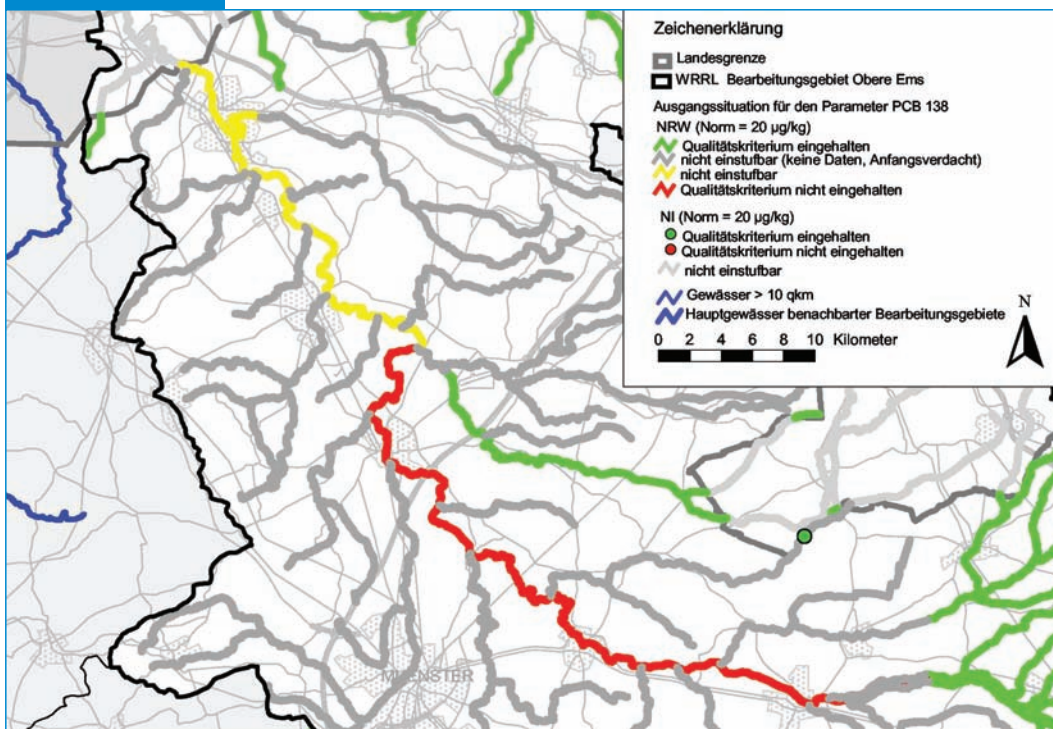 Zeichenerklärung
Landesgrenze
WRRL Bearbeitungsgebiet Obere Ems
Ausgangssituation für den Parameter PCB 138
NRW (Norm = 20 µg/kg)
Qualitätskriterium eingehalten
nicht einstufbar (keine Daten, Anfangsverdacht)
nicht einstufbar
Qualitätskriterium nicht eingehalten
NI (Norm = 20 µg/kg)
Qualitätskriterium eingehalten
Qualitätskriterium nicht eingehalten
nicht einstufbar
Gewässer > 10 qkm
Hauptgewässer benachbarter Bearbeitungsgebiete
N
0 2 4 6 8 10 Kilometer
MUENSTER